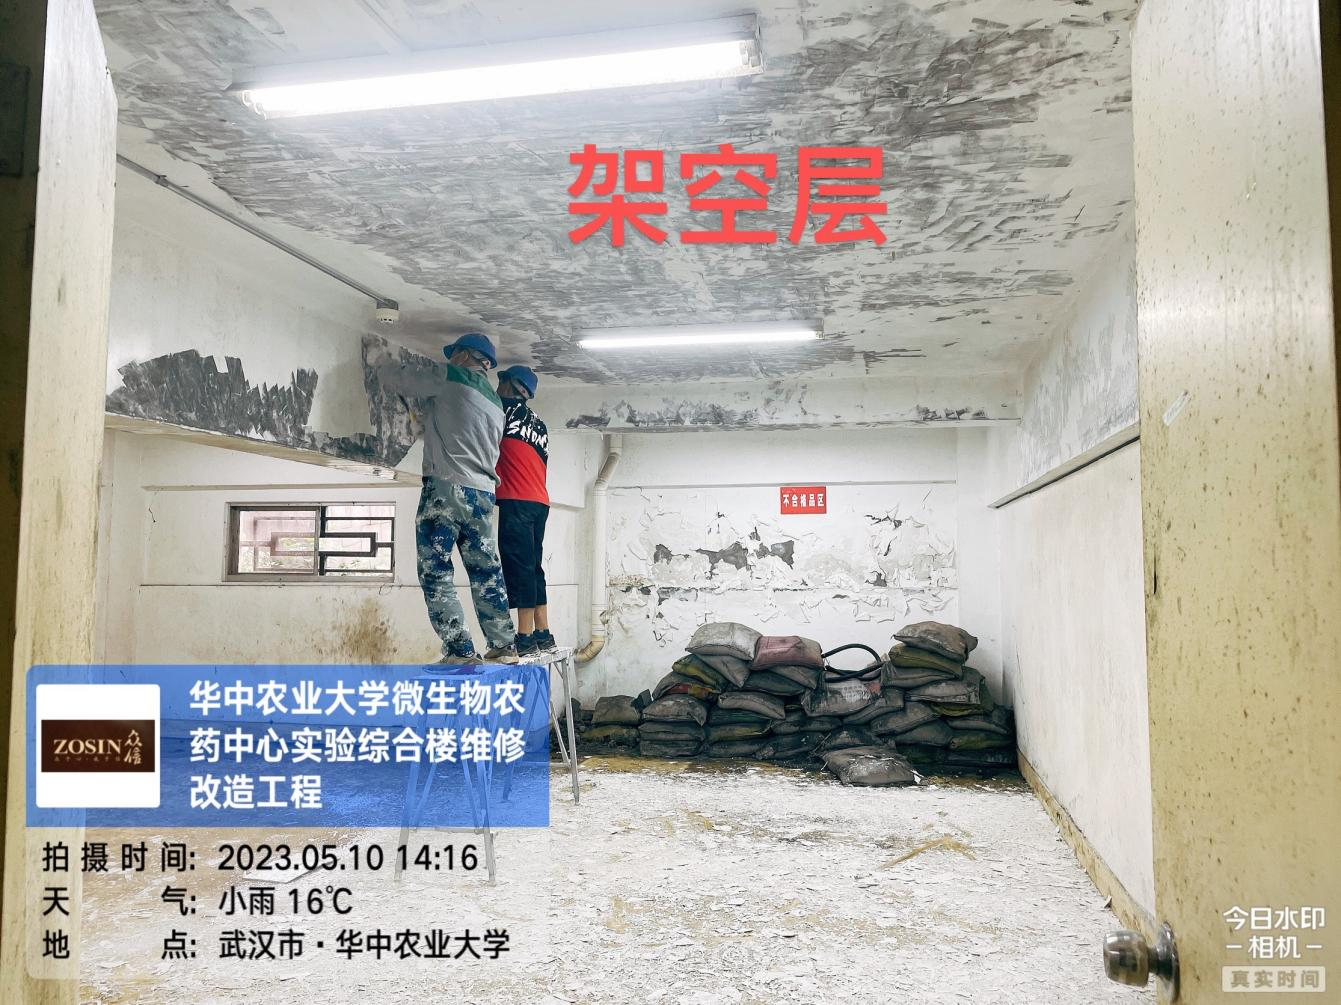 架空层
不合格品区
ZOSIN众信
华中农业大学微生物农
药中心实验综合楼维修
改造工程
拍摄时间: 2023.05.10 14:16
天气: 小雨 16℃
地点: 武汉市·华中农业大学
今日水印
相机
真实时间